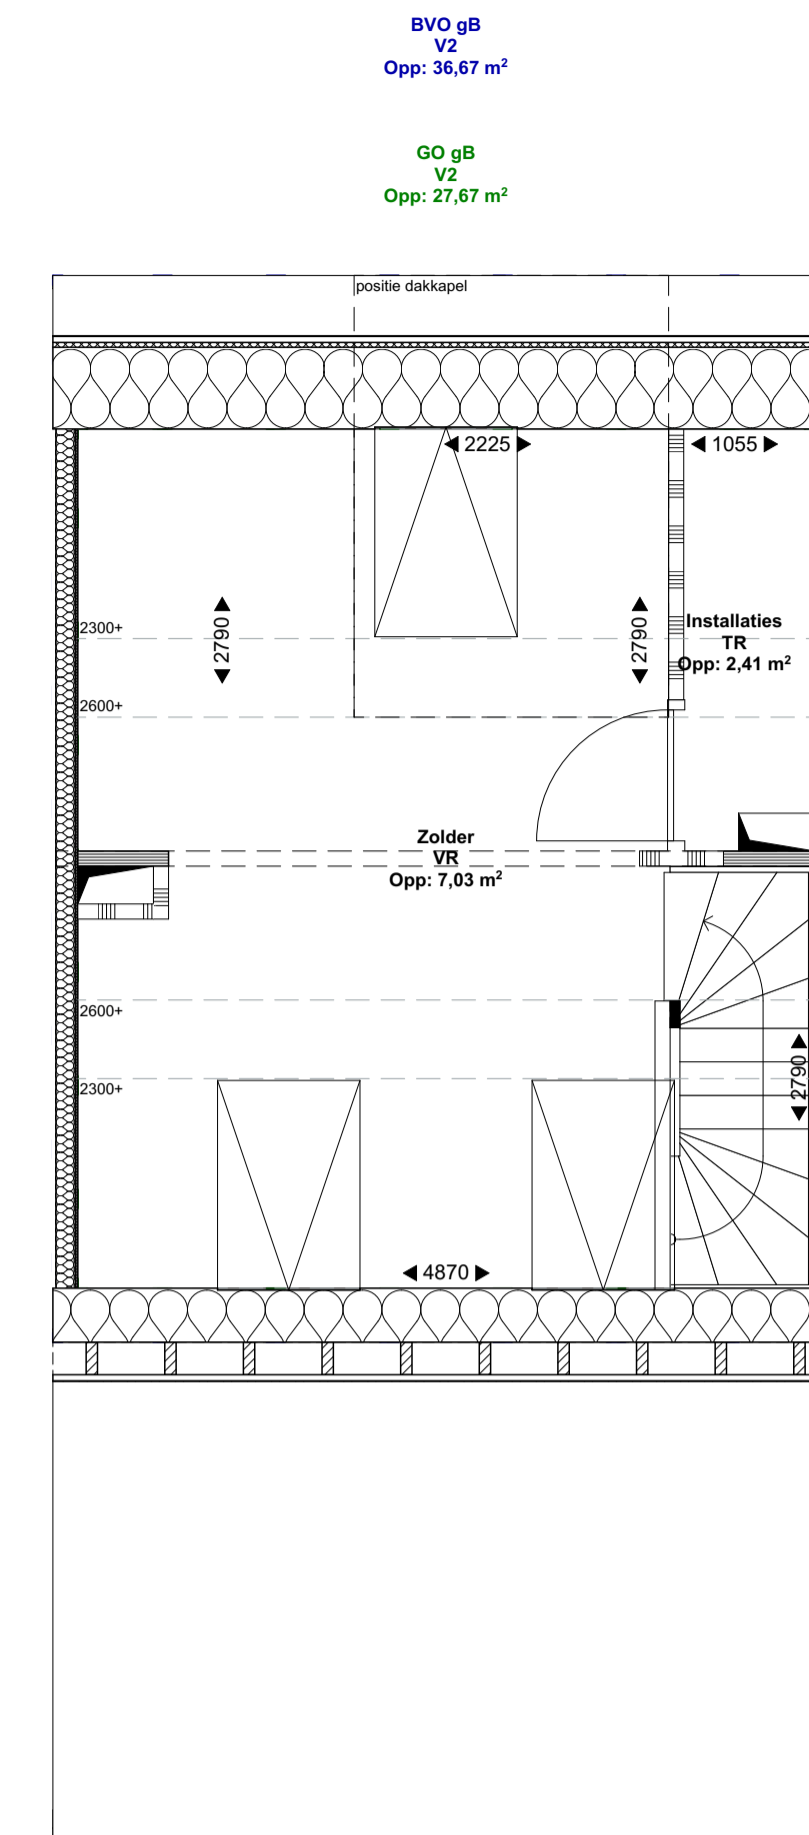 BVO gB
V2
Opp: 36,67 m²
GO gB
V2
Opp: 27,67 m²
positie dakkapel
2225
1055
2300+
2790
2790
Installaties
TR
Opp: 2,41 m²
2600+
Zolder
VR
Opp: 7,03 m²
2600+
2300+
2790
4870